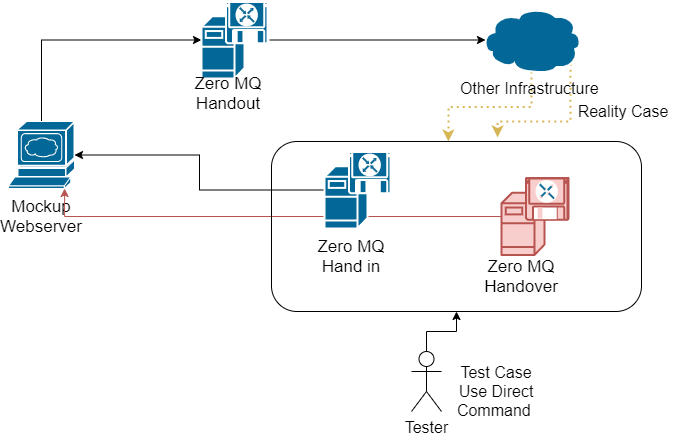 Zero MQ
Handout
Other Infrastructure
Reality Case
Mockup
Webserver
Zero MQ
Hand in
Zero MQ
Handover
Test Case
Use Direct
Command
Tester